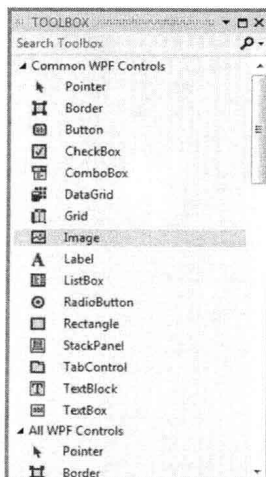 TOOLBOX
Search Toolbox
Common WPF Controls
Pointer
Border
Button
CheckBox
ComboBox
DataGrid
Grid
Image
Label
ListBox
RadioButton
Rectangle
StackPanel
TabControl
TextBlock
TextBox
All WPF Controls
Pointer
Border